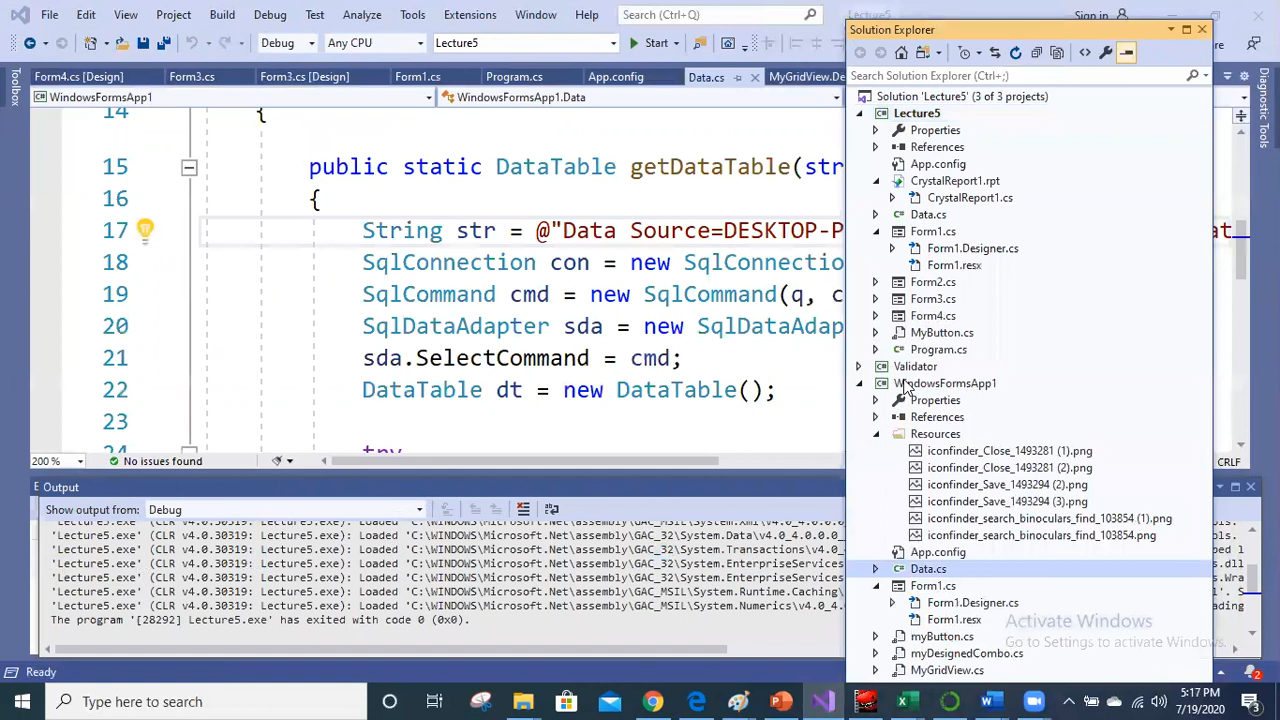 File Edit View Project Build Debug Test Analyze Tools Extensions Window Help Search (Ctrl+Q) Lecture5 Sign in
Debug Any CPU Lecture5 Start
Form4.cs [Design] Form3.cs Form3.cs [Design] Form1.cs Program.cs App.config Data.cs MyGridView.De
WindowsFormsApp1 WindowsFormsApp1.Data
Toolbox
Diagnostic Tools
14 {
15 public static DataTable getDataTable(str
16 {
17 String str = @"Data Source=DESKTOP-P
18 SqlConnection con = new SqlConnectio
19 SqlCommand cmd = new SqlCommand(q, c
20 SqlDataAdapter sda = new SqlDataAdap
21 sda.SelectCommand = cmd;
22 DataTable dt = new DataTable();
23
24 try
200 % No issues found CRLF
Output
Show output from: Debug
'Lecture5.exe' (CLR v4.0.30319: Lecture5.exe): Loaded 'C:\WINDOWS\Microsoft.Net\assembly\GAC_32\System.Data\v4.0_4.0.0.0_
'Lecture5.exe' (CLR v4.0.30319: Lecture5.exe): Loaded 'C:\WINDOWS\Microsoft.Net\assembly\GAC_32\System.Transactions\v4.0_
'Lecture5.exe' (CLR v4.0.30319: Lecture5.exe): Loaded 'C:\WINDOWS\Microsoft.Net\assembly\GAC_32\System.EnterpriseServices
'Lecture5.exe' (CLR v4.0.30319: Lecture5.exe): Loaded 'C:\WINDOWS\Microsoft.Net\assembly\GAC_32\System.EnterpriseServices
'Lecture5.exe' (CLR v4.0.30319: Lecture5.exe): Loaded 'C:\WINDOWS\Microsoft.Net\assembly\GAC_MSIL\System.Runtime.Caching\
'Lecture5.exe' (CLR v4.0.30319: Lecture5.exe): Loaded 'C:\WINDOWS\Microsoft.Net\assembly\GAC_MSIL\System.Numerics\v4.0_4.
The program '[28292] Lecture5.exe' has exited with code 0 (0x0).
Ready
Solution Explorer
Search Solution Explorer (Ctrl+;)
Solution 'Lecture5' (3 of 3 projects)
Lecture5
Properties
References
App.config
CrystalReport1.rpt
CrystalReport1.cs
Data.cs
Form1.cs
Form1.Designer.cs
Form1.resx
Form2.cs
Form3.cs
Form4.cs
MyButton.cs
Program.cs
Validator
WindowsFormsApp1
Properties
References
Resources
iconfinder_Close_1493281 (1).png
iconfinder_Close_1493281 (2).png
iconfinder_Save_1493294 (2).png
iconfinder_Save_1493294 (3).png
iconfinder_search_binoculars_find_103854 (1).png
iconfinder_search_binoculars_find_103854.png
App.config
Data.cs
Form1.cs
Form1.Designer.cs
Form1.resx
myButton.cs
myDesignedCombo.cs
MyGridView.cs
Activate Windows
Go to Settings to activate Windows.
Type here to search
5:17 PM
7/19/2020